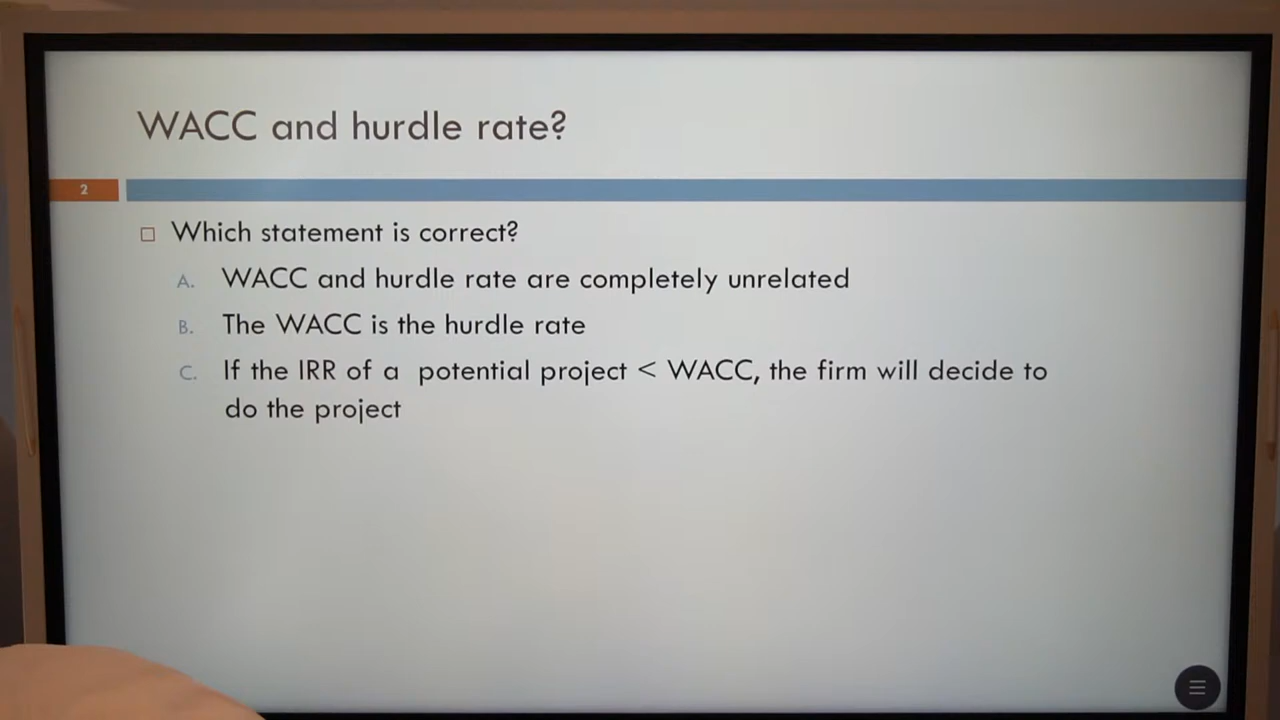 WACC and hurdle rate?
2
Which statement is correct?
A. WACC and hurdle rate are completely unrelated
B. The WACC is the hurdle rate
C. If the IRR of a potential project < WACC, the firm will decide to
do the project